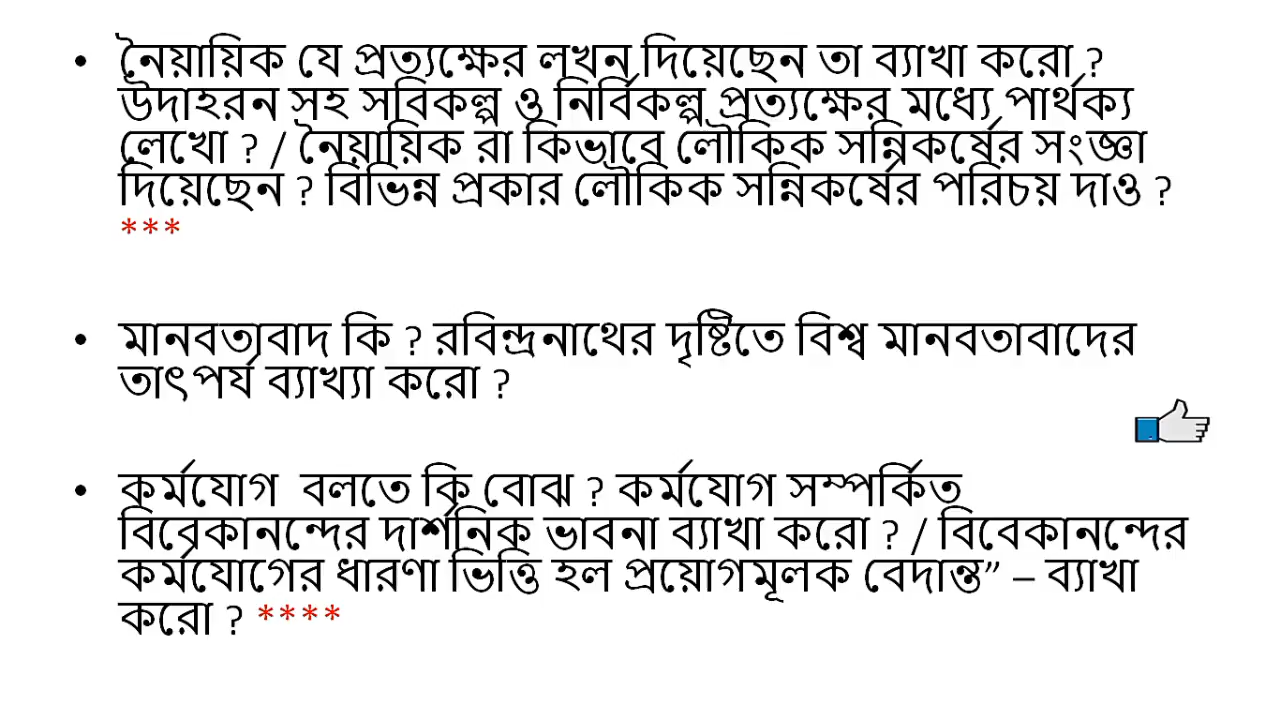 • নৈয়ায়িক যে প্রত্যক্ষের লখন দিয়েছেন তা ব্যাখা করো ?
উদাহরন সহ সবিকল্প ও নির্বিকল্প প্রত্যক্ষের মধ্যে পার্থক্য
লেখো ? / নৈয়ায়িক রা কিভাবে লৌকিক সন্নিকর্ষের সংজ্ঞা
দিয়েছেন ? বিভিন্ন প্রকার লৌকিক সন্নিকর্ষের পরিচয় দাও ?
***
• মানবতাবাদ কি ? রবিন্দ্রনাথের দৃষ্টিতে বিশ্ব মানবতাবাদের
তাৎপর্য ব্যাখ্যা করো ?
• কর্মযোগ বলতে কি বোঝ ? কর্মযোগ সম্পর্কিত
বিবেকানন্দের দার্শনিক ভাবনা ব্যাখা করো ? / বিবেকানন্দের
কর্মযোগের ধারণা ভিত্তি হল প্রয়োগমূলক বেদান্ত” – ব্যাখা
করো ? ****